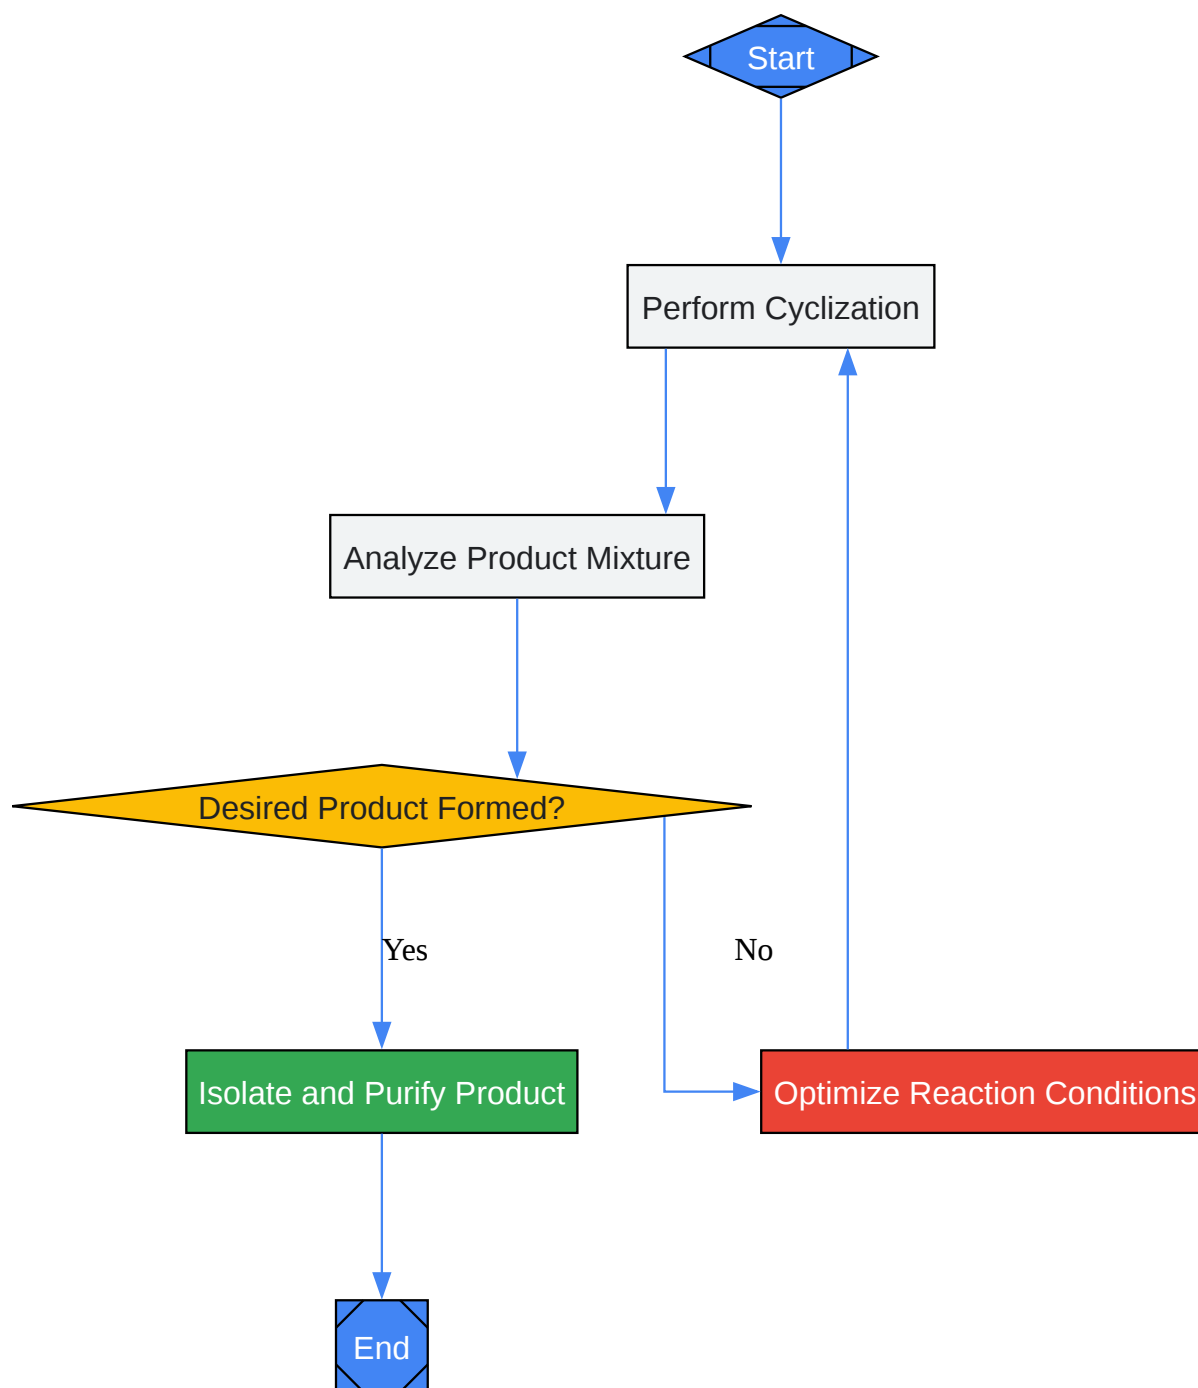 Start
Perform Cyclization
Analyze Product Mixture
Desired Product Formed?
Yes
No
Isolate and Purify Product
Optimize Reaction Conditions
End